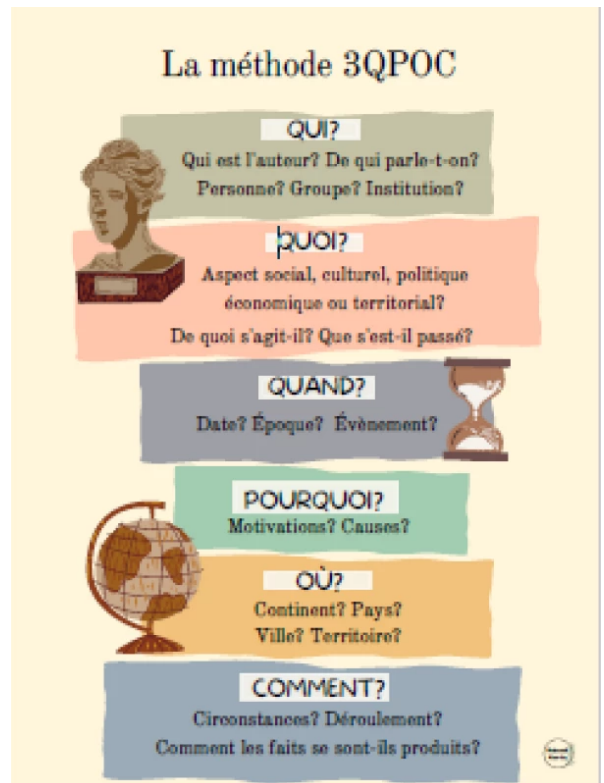 La méthode 3QPOC
QUI?
Qui est l'auteur? De qui parle-t-on?
Personne? Groupe? Institution?
QUOI?
Aspect social, culturel, politique
économique ou territorial?
De quoi s'agit-il? Que s'est-il passé?
QUAND?
Date? Époque? Évènement?
POURQUOI?
Motivations? Causes?
OÙ?
Continent? Pays?
Ville? Territoire?
COMMENT?
Circonstances? Déroulement?
Comment les faits se sont-ils produits?